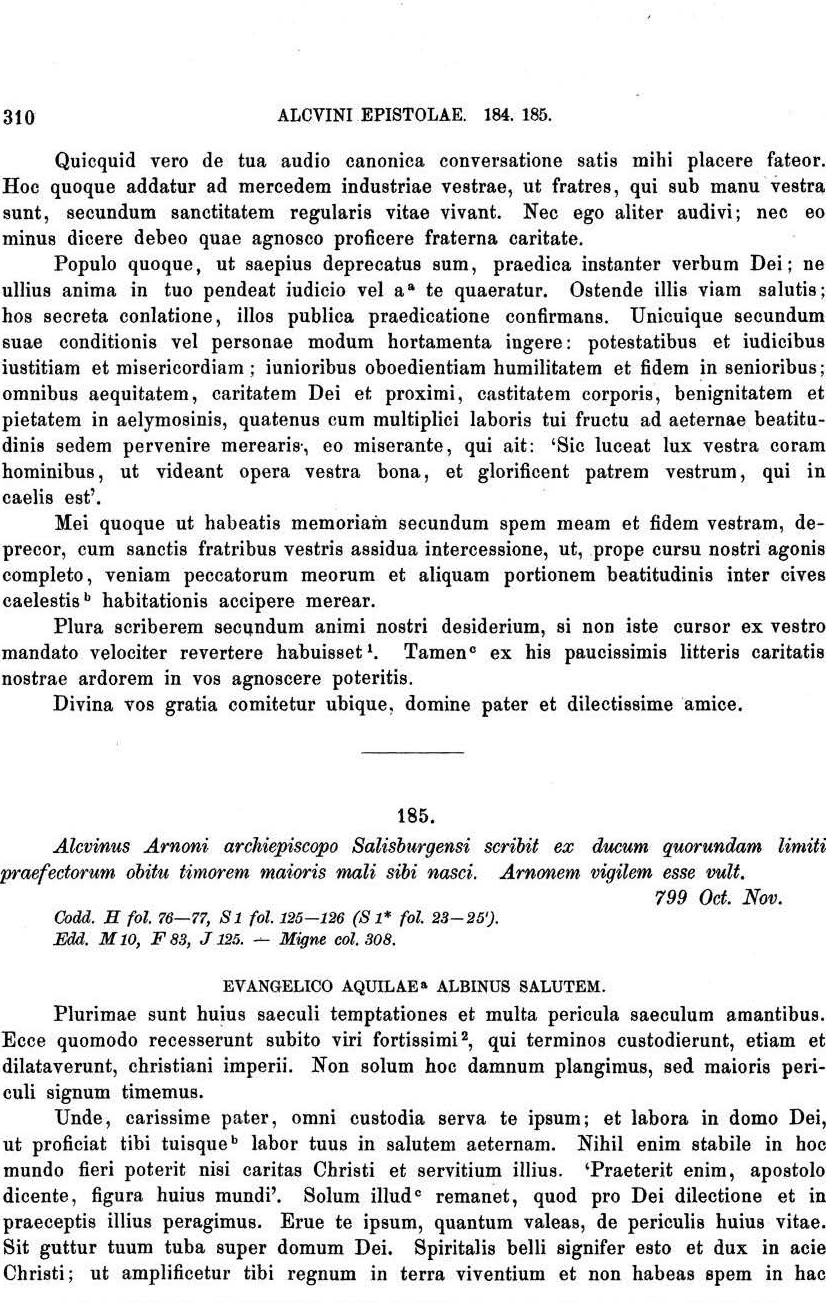 310 ALCVINI EPISTOLAE. 184. 185.
Quicquid vero de tua audio canonica conversatione satis mihi placere fateor.
Hoc quoque addatur ad mercedem industriae vestrae, ut fratres, qui sub manu vestra
sunt, secundum sanctitatem regularis vitae vivant. Nec ego aliter audivi; nec eo
minus dicere debeo quae agnosco proficere fraterna caritate.
Populo quoque, ut saepius deprecatus sum, praedica instanter verbum Dei; ne
ullius anima in tuo pendeat iudicio vel aᵃ te quaeratur. Ostende illis viam salutis;
hos secreta conlatione, illos publica praedicatione confirmans. Unicuique secundum
suae conditionis vel personae modum hortamenta ingere: potestatibus et iudicibus
iustitiam et misericordiam; iunioribus oboedientiam humilitatem et fidem in senioribus;
omnibus aequitatem, caritatem Dei et proximi, castitatem corporis, benignitatem et
pietatem in aelymosinis, quatenus cum multiplici laboris tui fructu ad aeternae beatitu-
dinis sedem pervenire merearis, eo miserante, qui ait: ‘Sic luceat lux vestra coram
hominibus, ut videant opera vestra bona, et glorificent patrem vestrum, qui in
caelis est’.
Mei quoque ut habeatis memoriam secundum spem meam et fidem vestram, de-
precor, cum sanctis fratribus vestris assidua intercessione, ut, prope cursu nostri agonis
completo, veniam peccatorum meorum et aliquam portionem beatitudinis inter cives
caelestisᵇ habitationis accipere merear.
Plura scriberem secundum animi nostri desiderium, si non iste cursor ex vestro
mandato velociter revertere habuisset¹. Tamenᶜ ex his paucissimis litteris caritatis
nostrae ardorem in vos agnoscere poteritis.
Divina vos gratia comitetur ubique, domine pater et dilectissime amice.
185.
Alcvinus Arnoni archiepiscopo Salisburgensi scribit ex ducum quorundam limiti
praefectorum obitu timorem maioris mali sibi nasci. Arnonem vigilem esse vult.
799 Oct. Nov.
Codd. H fol. 76—77, S 1 fol. 125—126 (S 1* fol. 23—25').
Edd. M 10, F 83, J 125. — Migne col. 308.
EVANGELICO AQUILAEᵃ ALBINUS SALUTEM.
Plurimae sunt huius saeculi temptationes et multa pericula saeculum amantibus.
Ecce quomodo recesserunt subito viri fortissimi², qui terminos custodierunt, etiam et
dilataverunt, christiani imperii. Non solum hoc damnum plangimus, sed maioris peri-
culi signum timemus.
Unde, carissime pater, omni custodia serva te ipsum; et labora in domo Dei,
ut proficiat tibi tuisqueᵇ labor tuus in salutem aeternam. Nihil enim stabile in hoc
mundo fieri poterit nisi caritas Christi et servitium illius. ‘Praeterit enim, apostolo
dicente, figura huius mundi’. Solum illudᶜ remanet, quod pro Dei dilectione et in
praeceptis illius peragimus. Erue te ipsum, quantum valeas, de periculis huius vitae.
Sit guttur tuum tuba super domum Dei. Spiritalis belli signifer esto et dux in acie
Christi; ut amplificetur tibi regnum in terra viventium et non habeas spem in hac